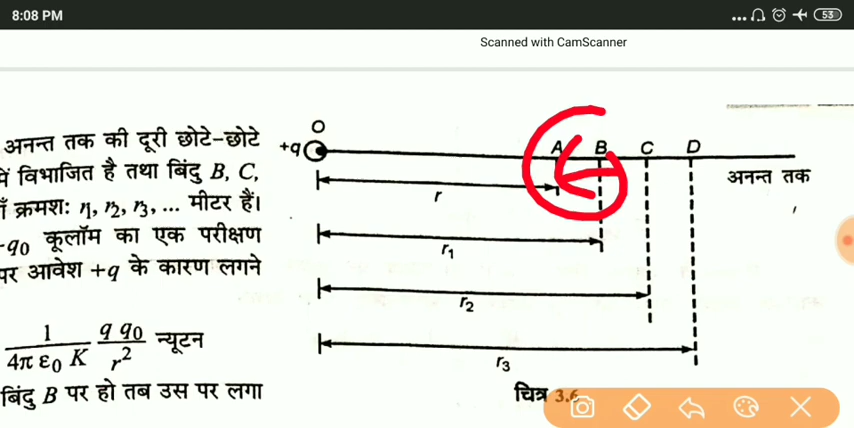 8:08 PM
53
Scanned with CamScanner
अनन्त तक की दूरी छोटे-छोटे
में विभाजित है तथा बिंदु B, C,
क्रमशः r1, r2, r3, ... मीटर हैं।
q0 कूलॉम का एक परीक्षण
पर आवेश +q के कारण लगने
1/4π ε0 K q q0/r² न्यूटन
बिंदु B पर हो तब उस पर लगा
O
+q A B C D
अनन्त तक
r
r1
r2
r3
चित्र 3.6